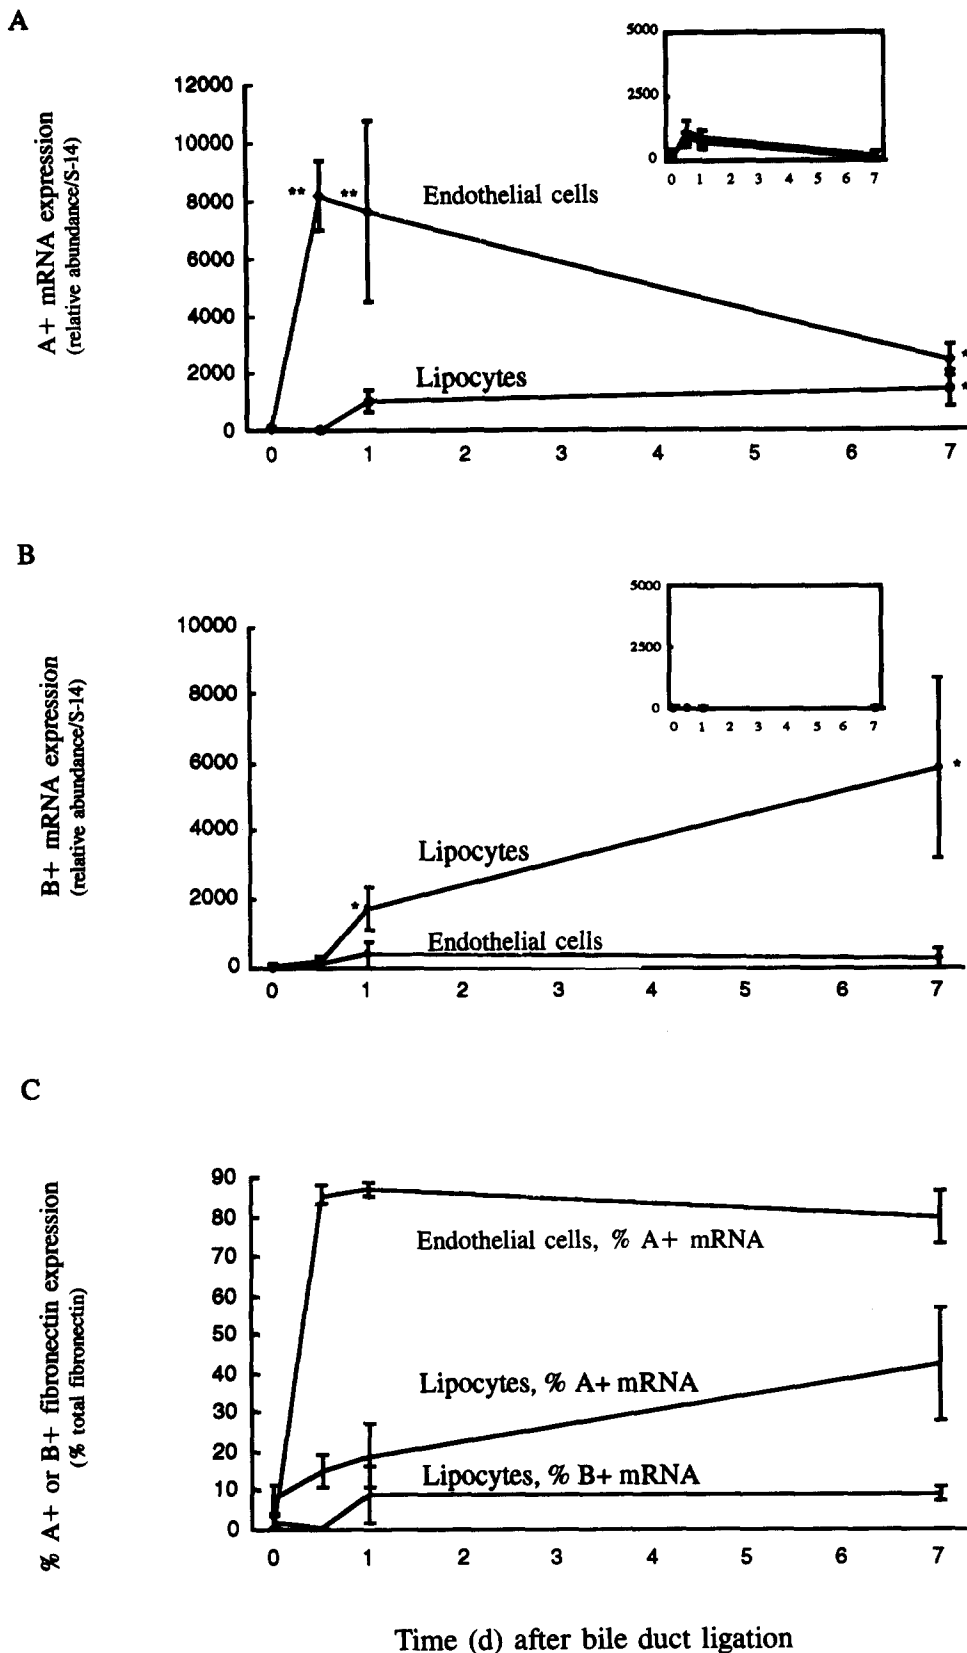 A
A+ mRNA expression
(relative abundance/S-14)
12000
10000
8000
6000
4000
2000
0
**
**
Endothelial cells
Lipocytes
*
*
0 1 2 3 4 5 6 7
5000
2500
0
0 1 2 3 4 5 6 7
B
B+ mRNA expression
(relative abundance/S-14)
10000
8000
6000
4000
2000
0
*
Lipocytes
Endothelial cells
*
0 1 2 3 4 5 6 7
5000
2500
0
0 1 2 3 4 5 6 7
C
% A+ or B+ fibronectin expression
(% total fibronectin)
90
80
70
60
50
40
30
20
10
0
Endothelial cells, % A+ mRNA
Lipocytes, % A+ mRNA
Lipocytes, % B+ mRNA
0 1 2 3 4 5 6 7
Time (d) after bile duct ligation